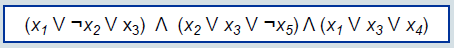 (x₁ V ¬x₂ V x₃) Λ (x₂ V x₃ V ¬x₅) Λ (x₁ V x₃ V x₄)